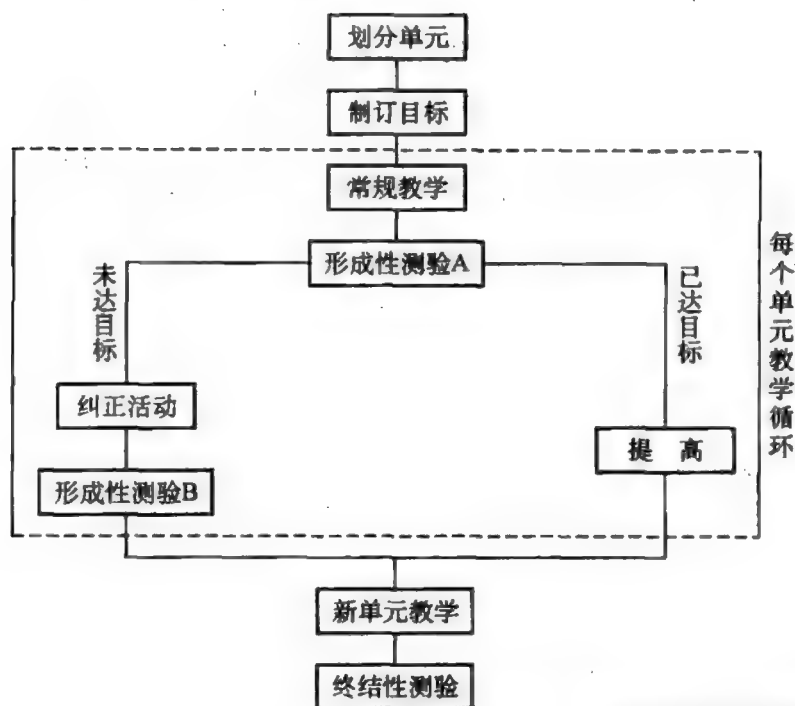 划分单元
制订目标
常规教学
形成性测验A
未达目标
已达目标
每个单元教学循环
纠正活动
提 高
形成性测验B
新单元教学
终结性测验